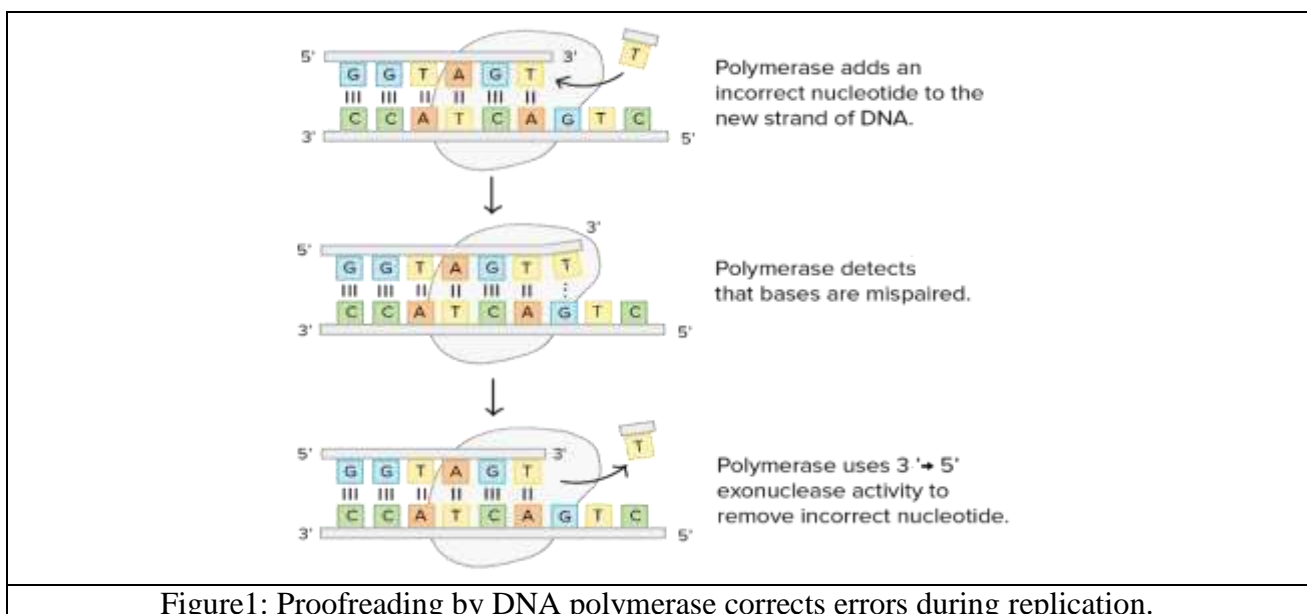 T
5' 3'
G G T A G T
C C A T C A G T C
3' 5'
Polymerase adds an
incorrect nucleotide to the
new strand of DNA.
3'
5'
G G T A G T T
C C A T C A G T C
3' 5'
Polymerase detects
that bases are mispaired.
T
5' 3'
G G T A G T
C C A T C A G T C
3' 5'
Polymerase uses 3 '→ 5'
exonuclease activity to
remove incorrect nucleotide.
Figure1: Proofreading by DNA polymerase corrects errors during replication.